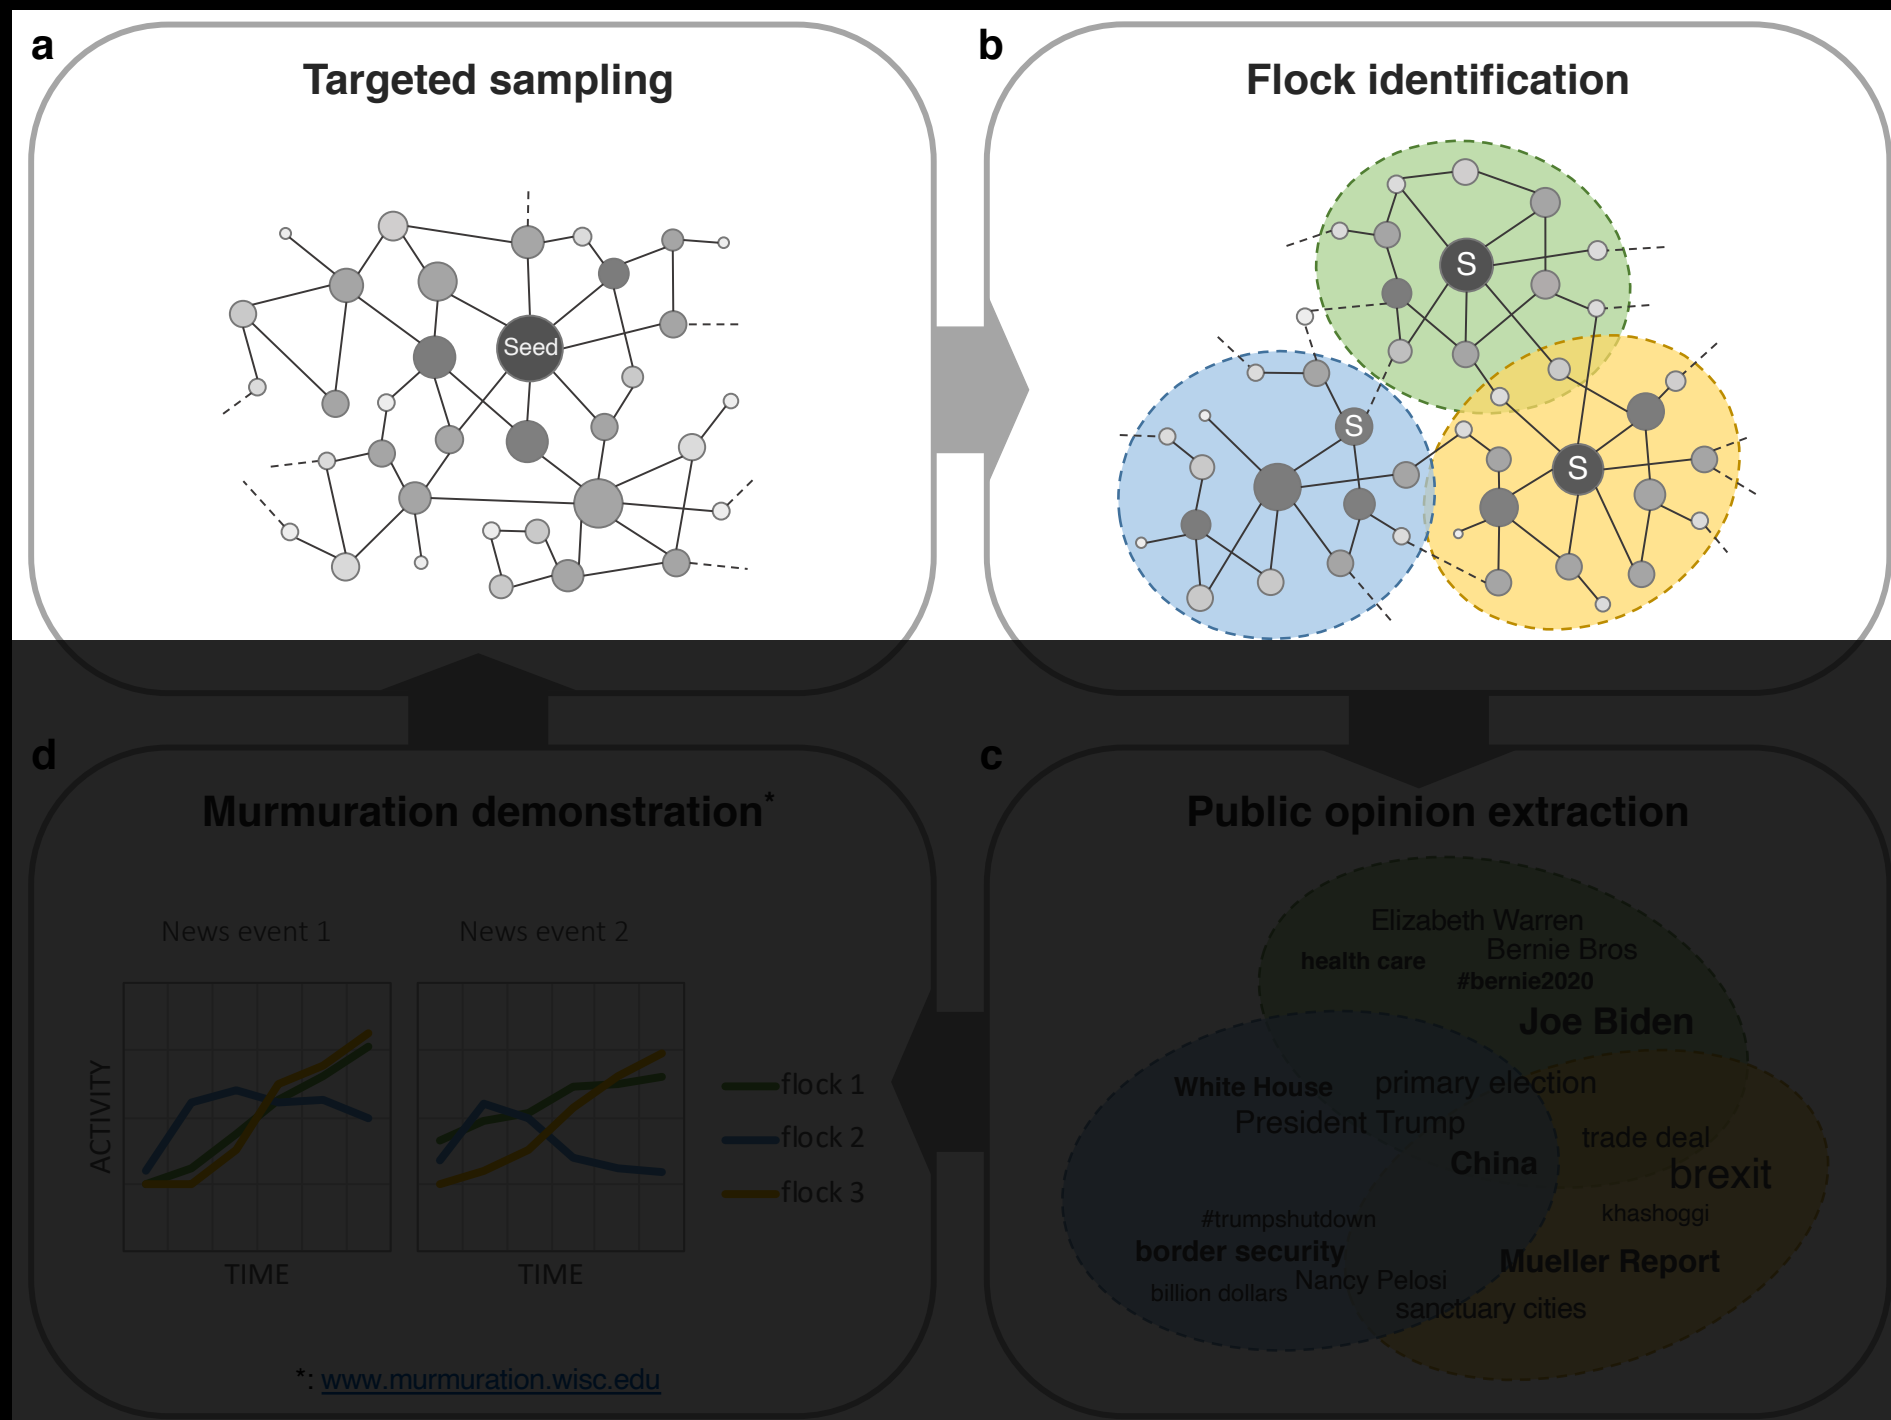 a
Targeted sampling
Seed
b
Flock identification
S
S
S
d
Murmuration demonstration*
News event 1
News event 2
ACTIVITY
TIME
TIME
flock 1
flock 2
flock 3
*: www.murmuration.wisc.edu
c
Public opinion extraction
Elizabeth Warren
Bernie Bros
health care
#bernie2020
Joe Biden
White House
primary election
President Trump
trade deal
China
brexit
khashoggi
#trumpshutdown
border security
Mueller Report
Nancy Pelosi
billion dollars
sanctuary cities